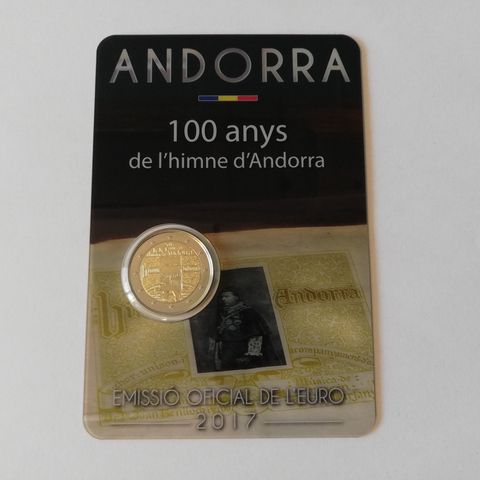 ANDORRA
100 anys
de l'himne d'Andorra
Andorra
EMISSIÓ OFICIAL DE L'EURO
2017